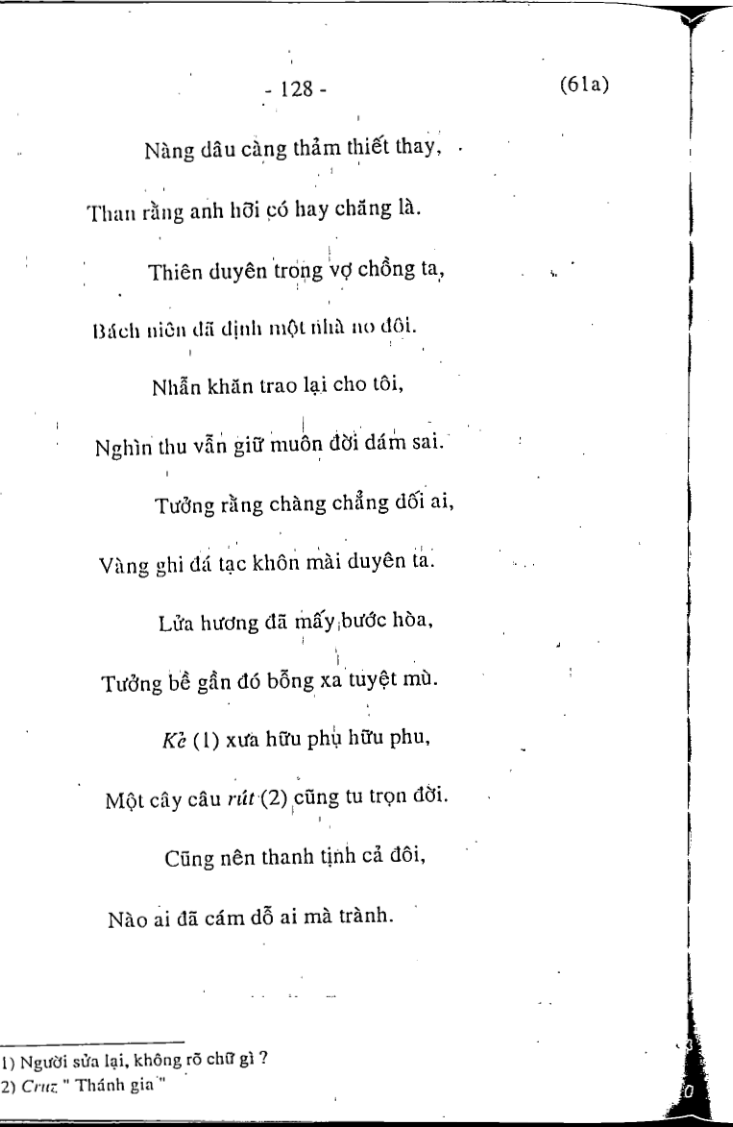 - 128 - (61a)
Nàng dâu càng thảm thiết thay,
Than rằng anh hỡi có hay chăng là.
Thiên duyên trong vợ chồng ta,
Bách niên đã định một nhà no đôi.
Nhẫn khăn trao lại cho tôi,
Nghìn thu vẫn giữ muôn đời dám sai.
Tưởng rằng chàng chẳng dối ai,
Vàng ghi đá tạc khôn mài duyên ta.
Lửa hương đã mấy bước hòa,
Tưởng bề gần đó bỗng xa tuyệt mù.
Kẻ (1) xưa hữu phụ hữu phu,
Một cây câu rút (2) cũng tu trọn đời.
Cũng nên thanh tịnh cả đôi,
Nào ai đã cám dỗ ai mà trành.
1) Người sửa lại, không rõ chữ gì ?
2) Cruz " Thánh gia "